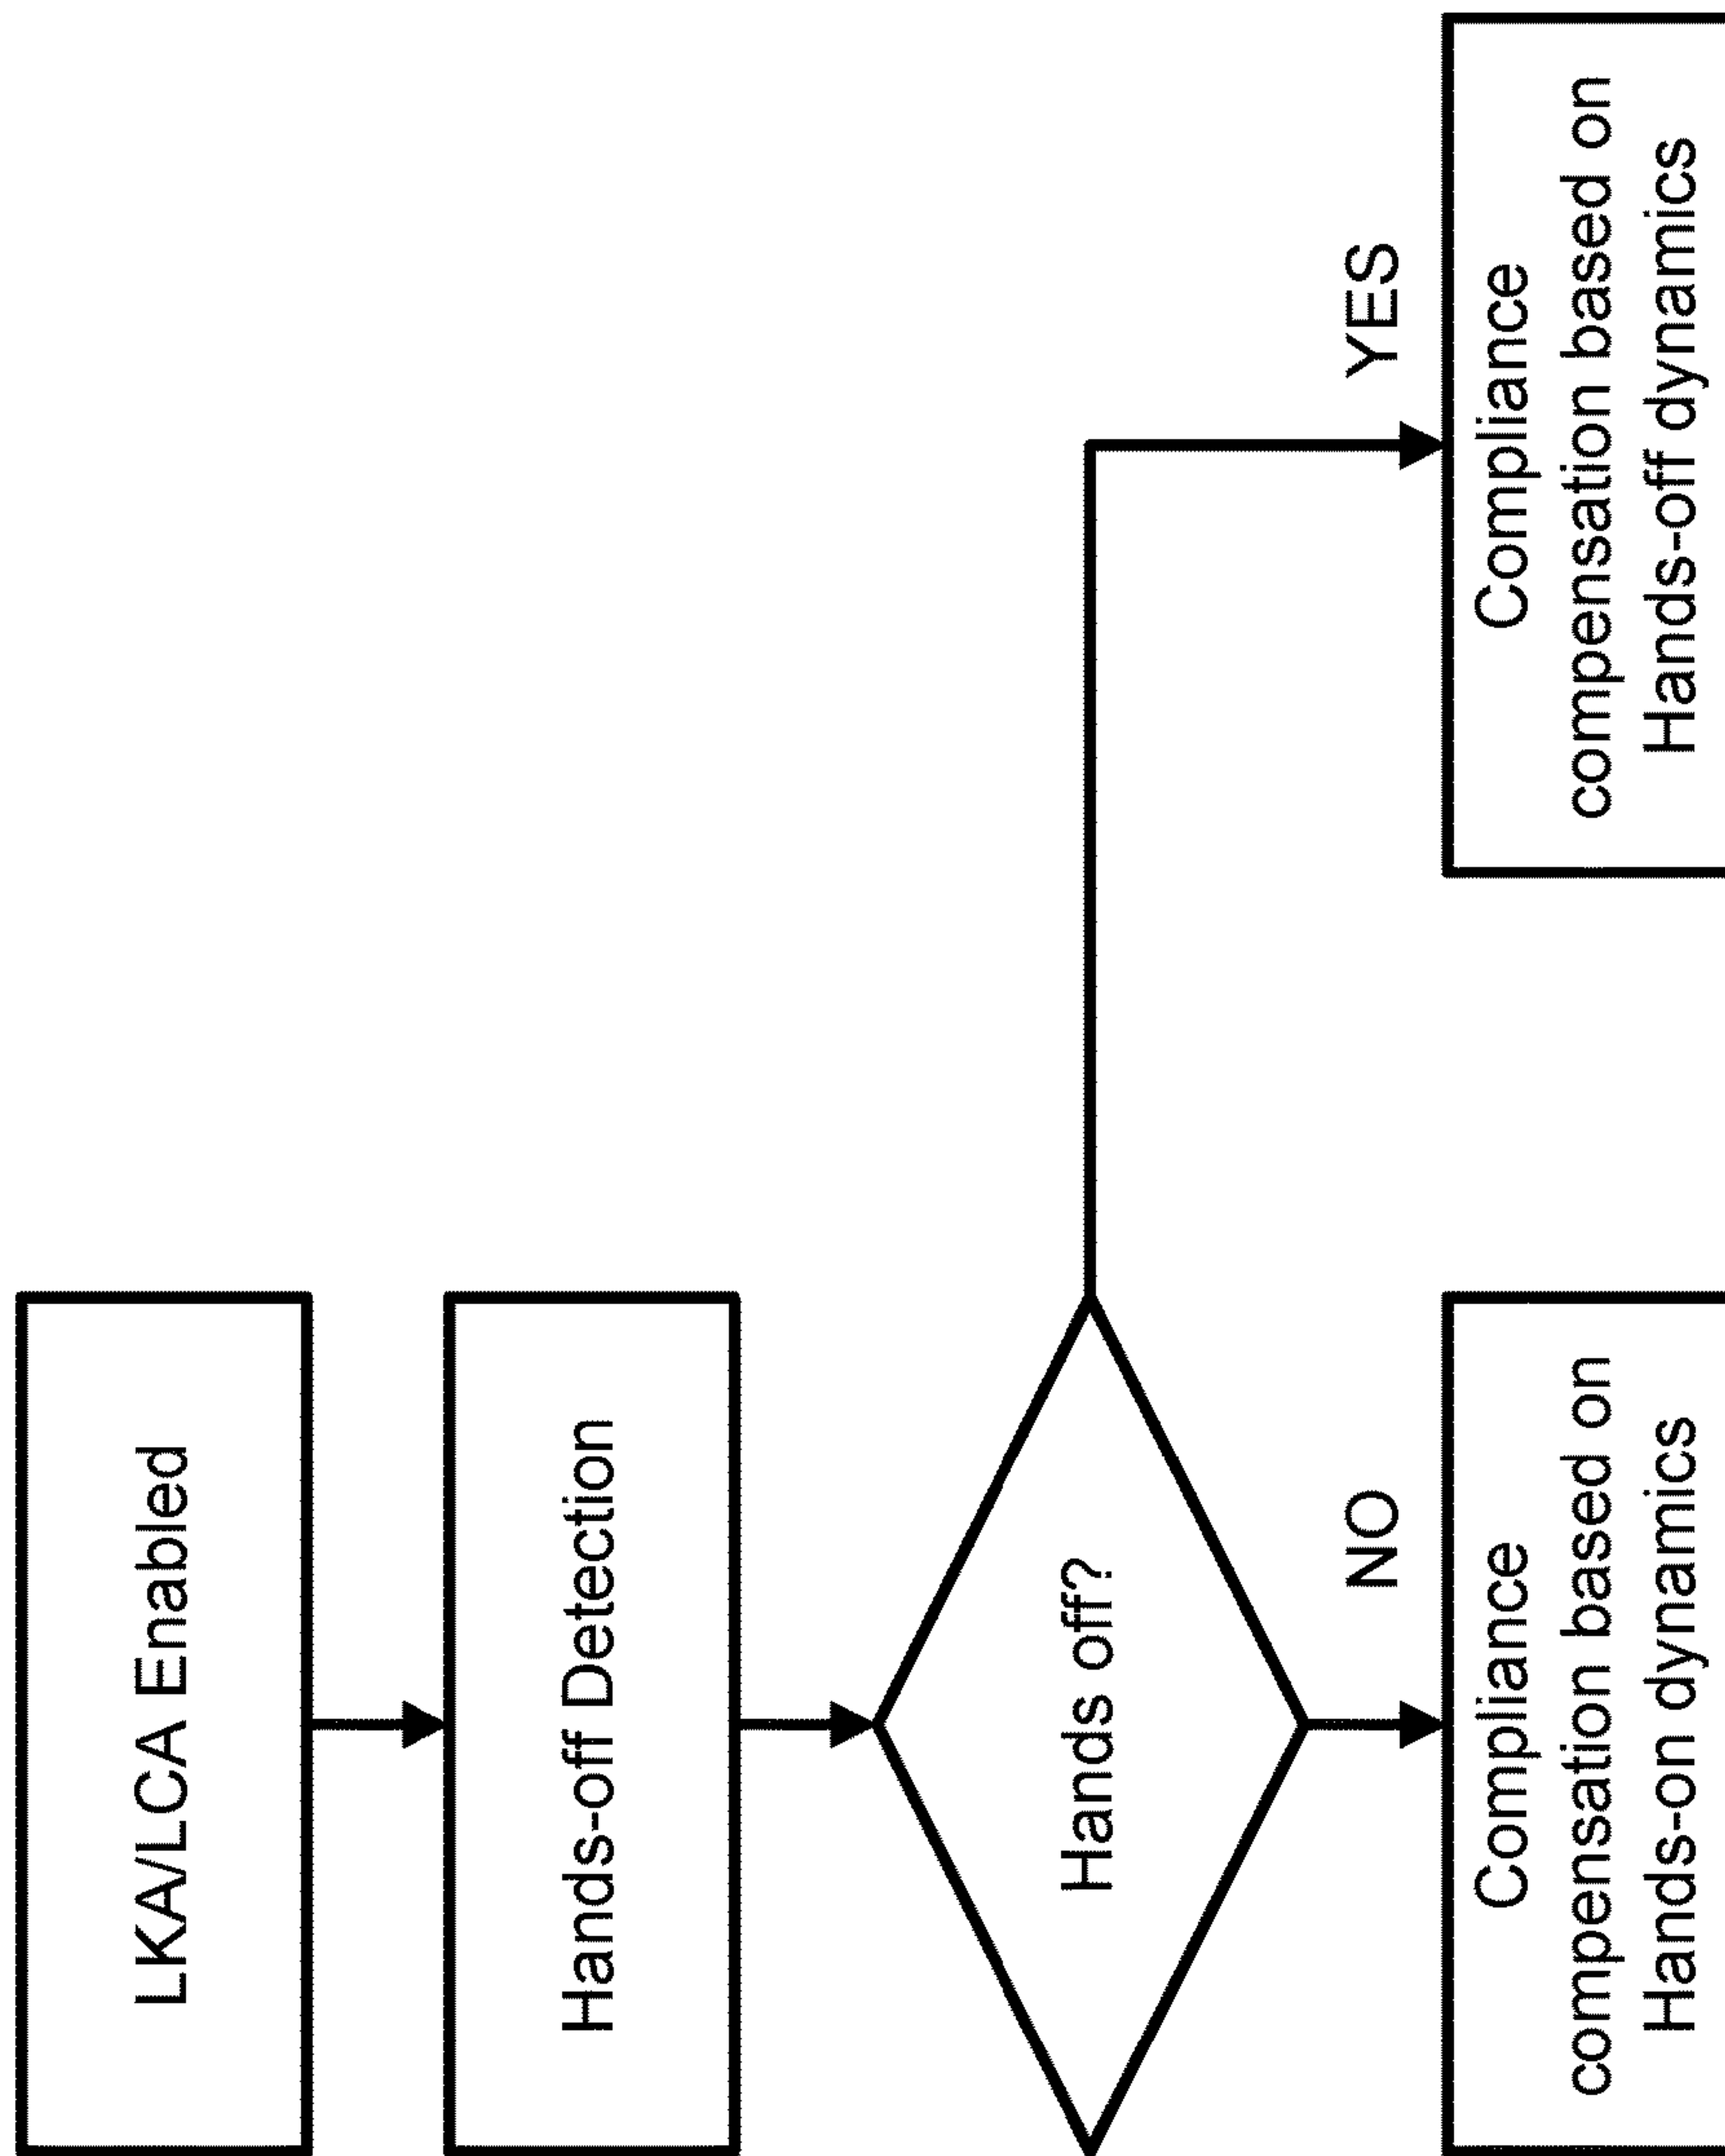 LKA/LCA Enabled
Hands-off Detection
Hands off?
NO
YES
Compliance
compensation based on
Hands-on dynamics
Compliance
compensation based on
Hands-off dynamics